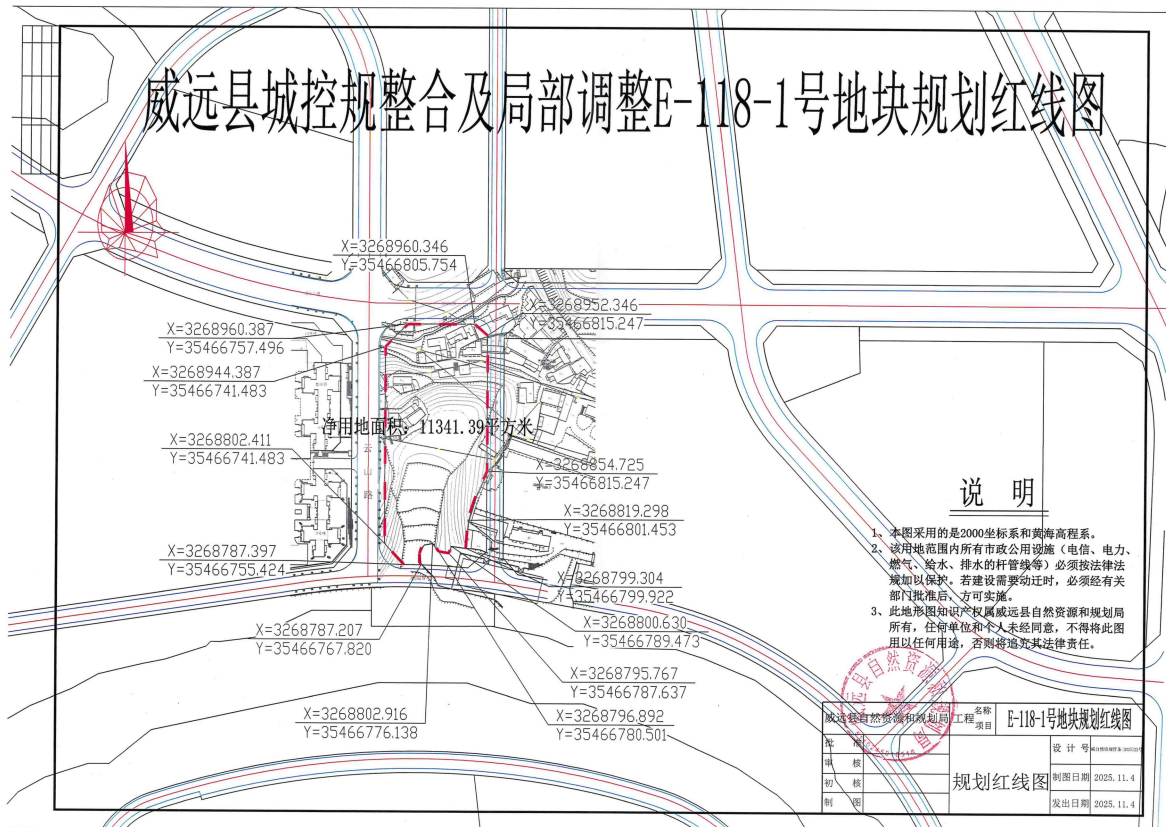 威远县城控规整合及局部调整E-118-1号地块规划红线图
X=3268960.346
Y=35466805.754
X=3268952.346
Y=35466815.247
X=3268960.387
Y=35466757.496
X=3268944.387
Y=35466741.483
净用地面积：11341.39平方米
X=3268802.411
Y=35466741.483
云山路
X=3268854.725
Y=35466815.247
X=3268819.298
Y=35466801.453
X=3268787.397
Y=35466755.424
X=3268799.304
Y=35466799.922
X=3268800.630
Y=35466789.473
X=3268787.207
Y=35466767.820
X=3268795.767
Y=35466787.637
X=3268802.916
Y=35466776.138
X=3268796.892
Y=35466780.501
说 明
1、本图采用的是2000坐标系和黄海高程系。
2、该用地范围内所有市政公用设施（电信、电力、
燃气、给水、排水的杆管线等）必须按法律法
规加以保护。若建设需要动迁时，必须经有关
部门批准后，方可实施。
3、此地形图知识产权属威远县自然资源和规划局
所有，任何单位和个人未经同意，不得将此图
用以任何用途，否则将追究其法律责任。
威远县自然资源和规划局
工程名称
项目
E-118-1号地块规划红线图
批 准
审 核
初 核
制 图
规划红线图
设 计 号
制图日期 2025.11.4
发出日期 2025.11.4